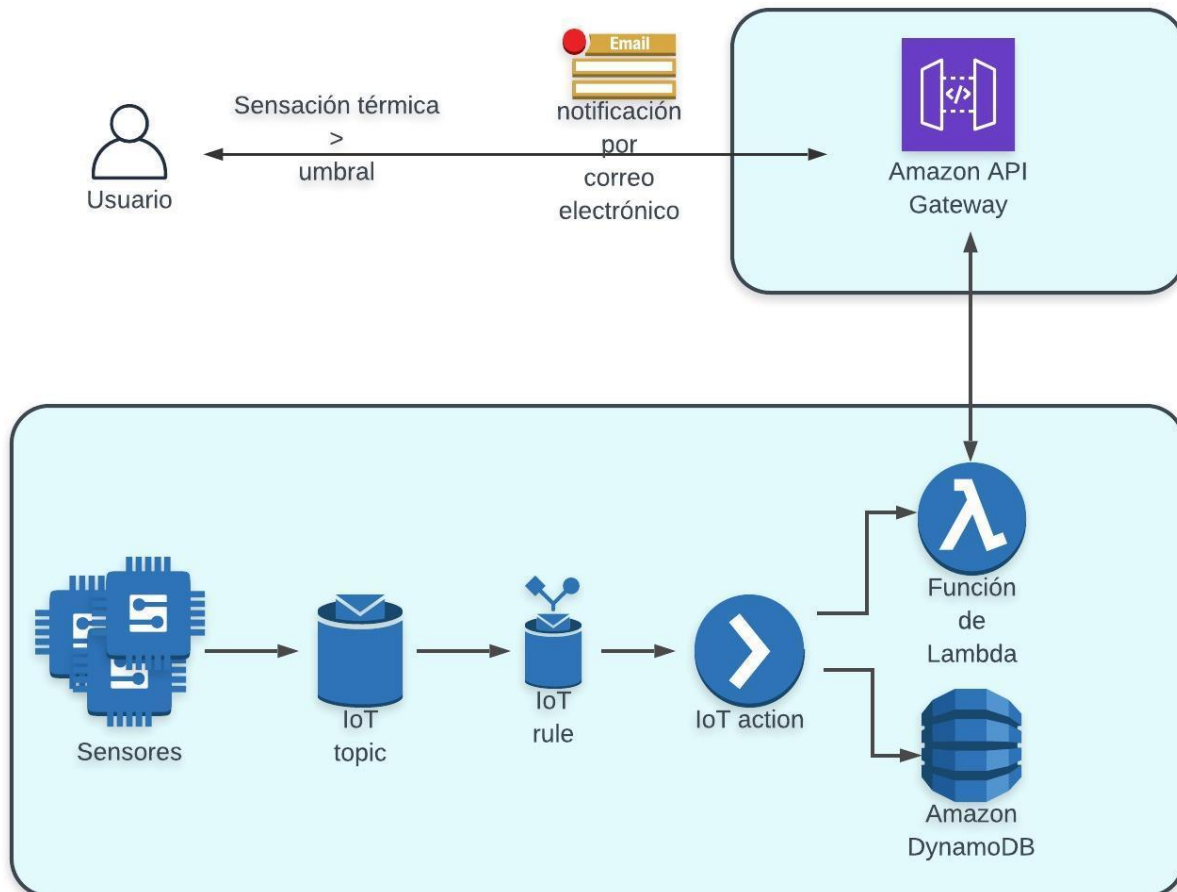 Email
Sensación térmica
>
umbral
notificación
por
correo
electrónico
Usuario
</>
Amazon API
Gateway
Función
de
Lambda
Sensores
IoT
topic
IoT
rule
IoT action
Amazon
DynamoDB